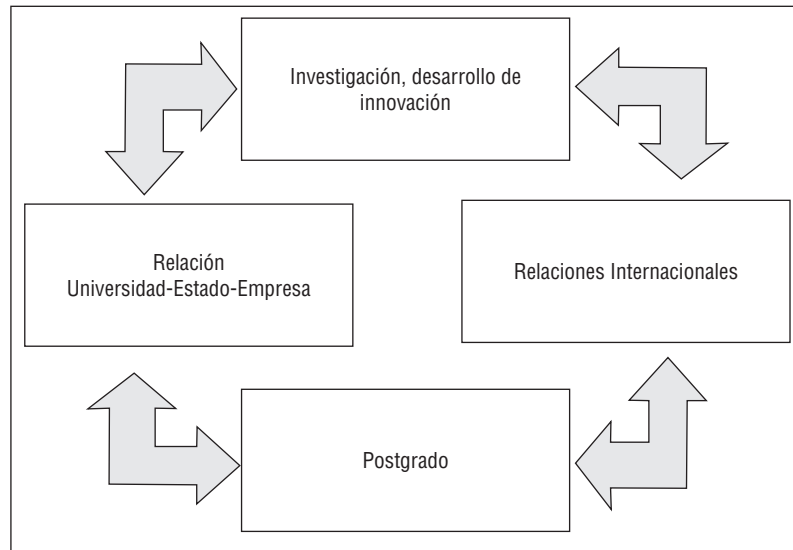 Investigación, desarrollo de
innovación
Relación
Universidad-Estado-Empresa
Relaciones Internacionales
Postgrado